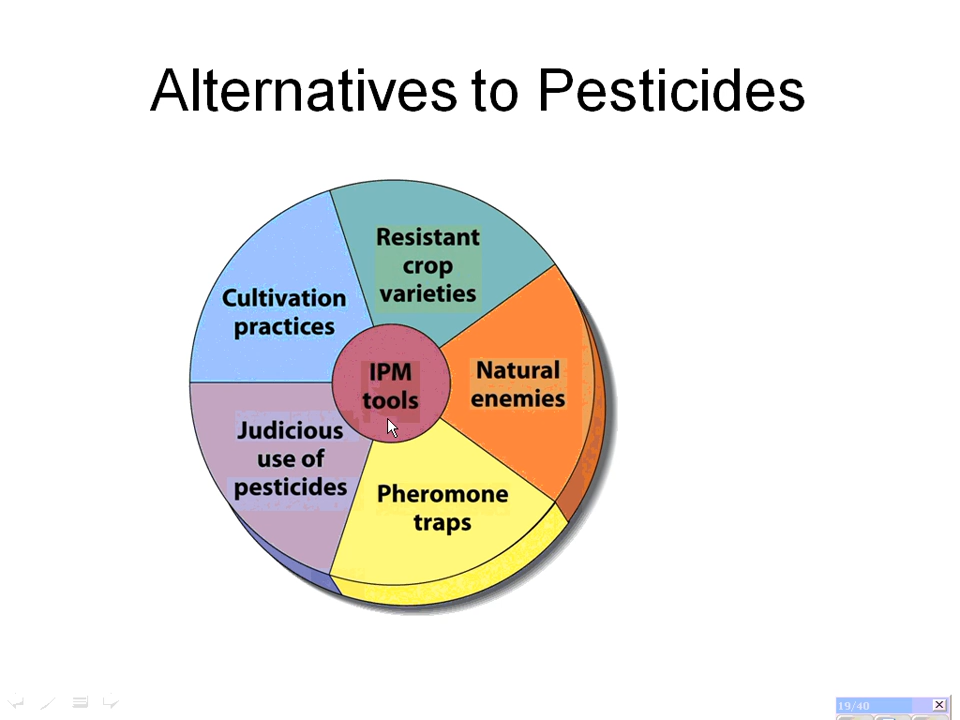 Alternatives to Pesticides
Resistant
crop
varieties
Cultivation
practices
IPM
tools
Natural
enemies
Judicious
use of
pesticides
Pheromone
traps
19/40